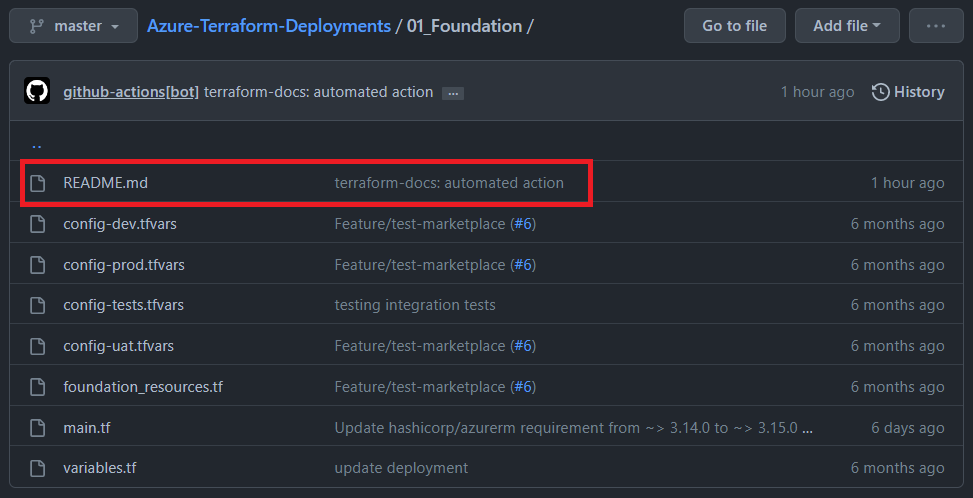 master Azure-Terraform-Deployments / 01_Foundation / Go to file Add file ...
github-actions[bot] terraform-docs: automated action ... 1 hour ago History
..
README.md terraform-docs: automated action 1 hour ago
config-dev.tfvars Feature/test-marketplace (#6) 6 months ago
config-prod.tfvars Feature/test-marketplace (#6) 6 months ago
config-tests.tfvars testing integration tests 6 months ago
config-uat.tfvars Feature/test-marketplace (#6) 6 months ago
foundation_resources.tf Feature/test-marketplace (#6) 6 months ago
main.tf Update hashicorp/azurerm requirement from ~> 3.14.0 to ~> 3.15.0 ... 6 days ago
variables.tf update deployment 6 months ago